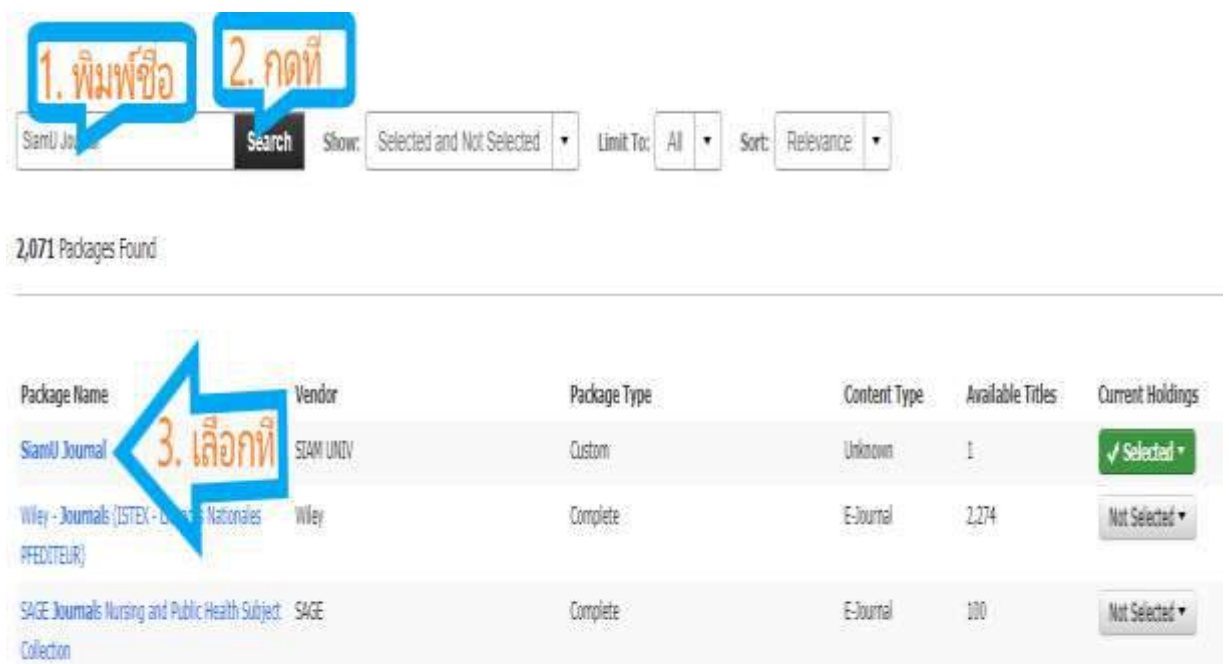 1. พิมพ์ชื่อ
2. กดที่
SiamU Search Show: Selected and Not Selected Limit To: All Sort: Relevance
2,071 Packages Found
Package Name Vendor Package Type Content Type Available Titles Current Holdings
3. เลือกที่
SiamU Journal SIAM UNIV Custom Unknown 1 ✓ Selected
Wiley - Journals (ISTEX - Nationales Wiley Complete E-Journal 2,274 Not Selected
PFEDITEUR)
SAGE Journals Nursing and Public Health Subject SAGE Complete E-Journal 100 Not Selected
Collection